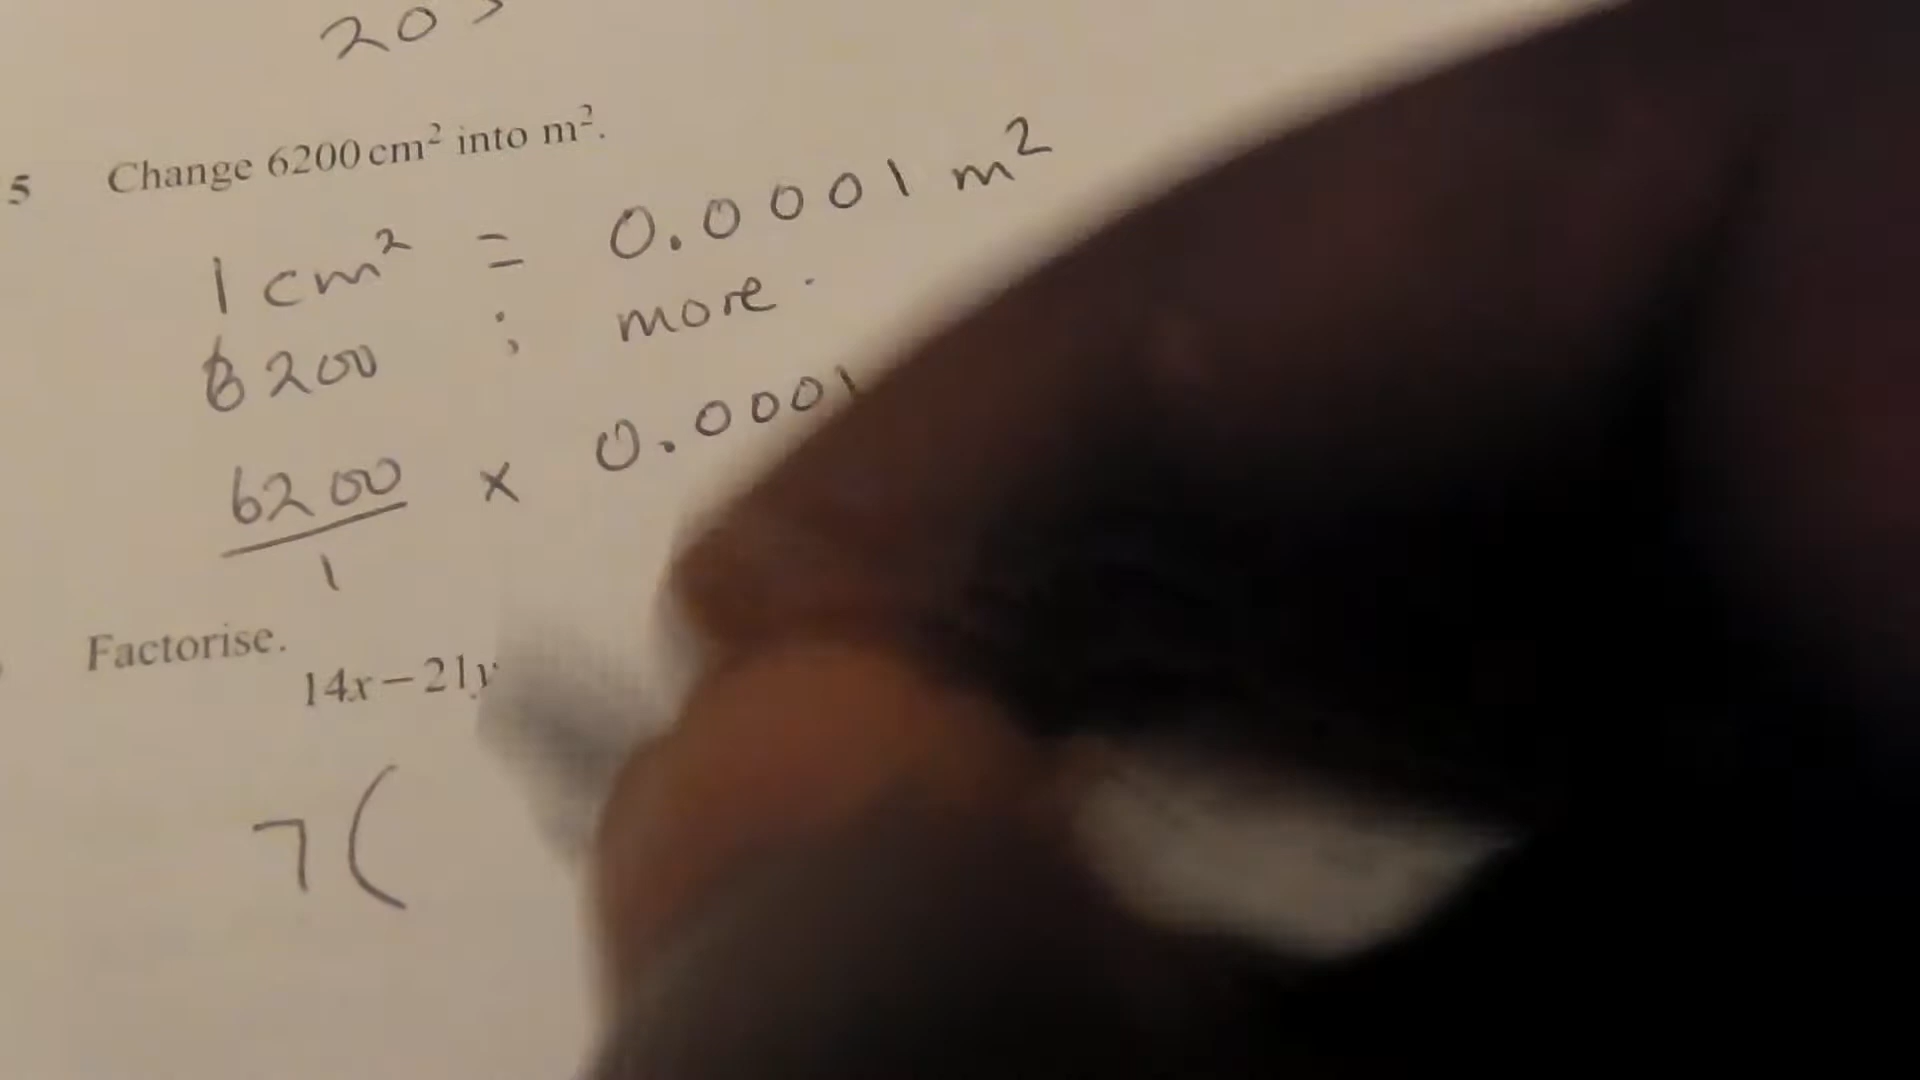 20
5 Change 6200 cm² into m².
1 cm² = 0.0001 m²
6200 : more.
6200/1 × 0.0001
Factorise.
14x – 21y
7(